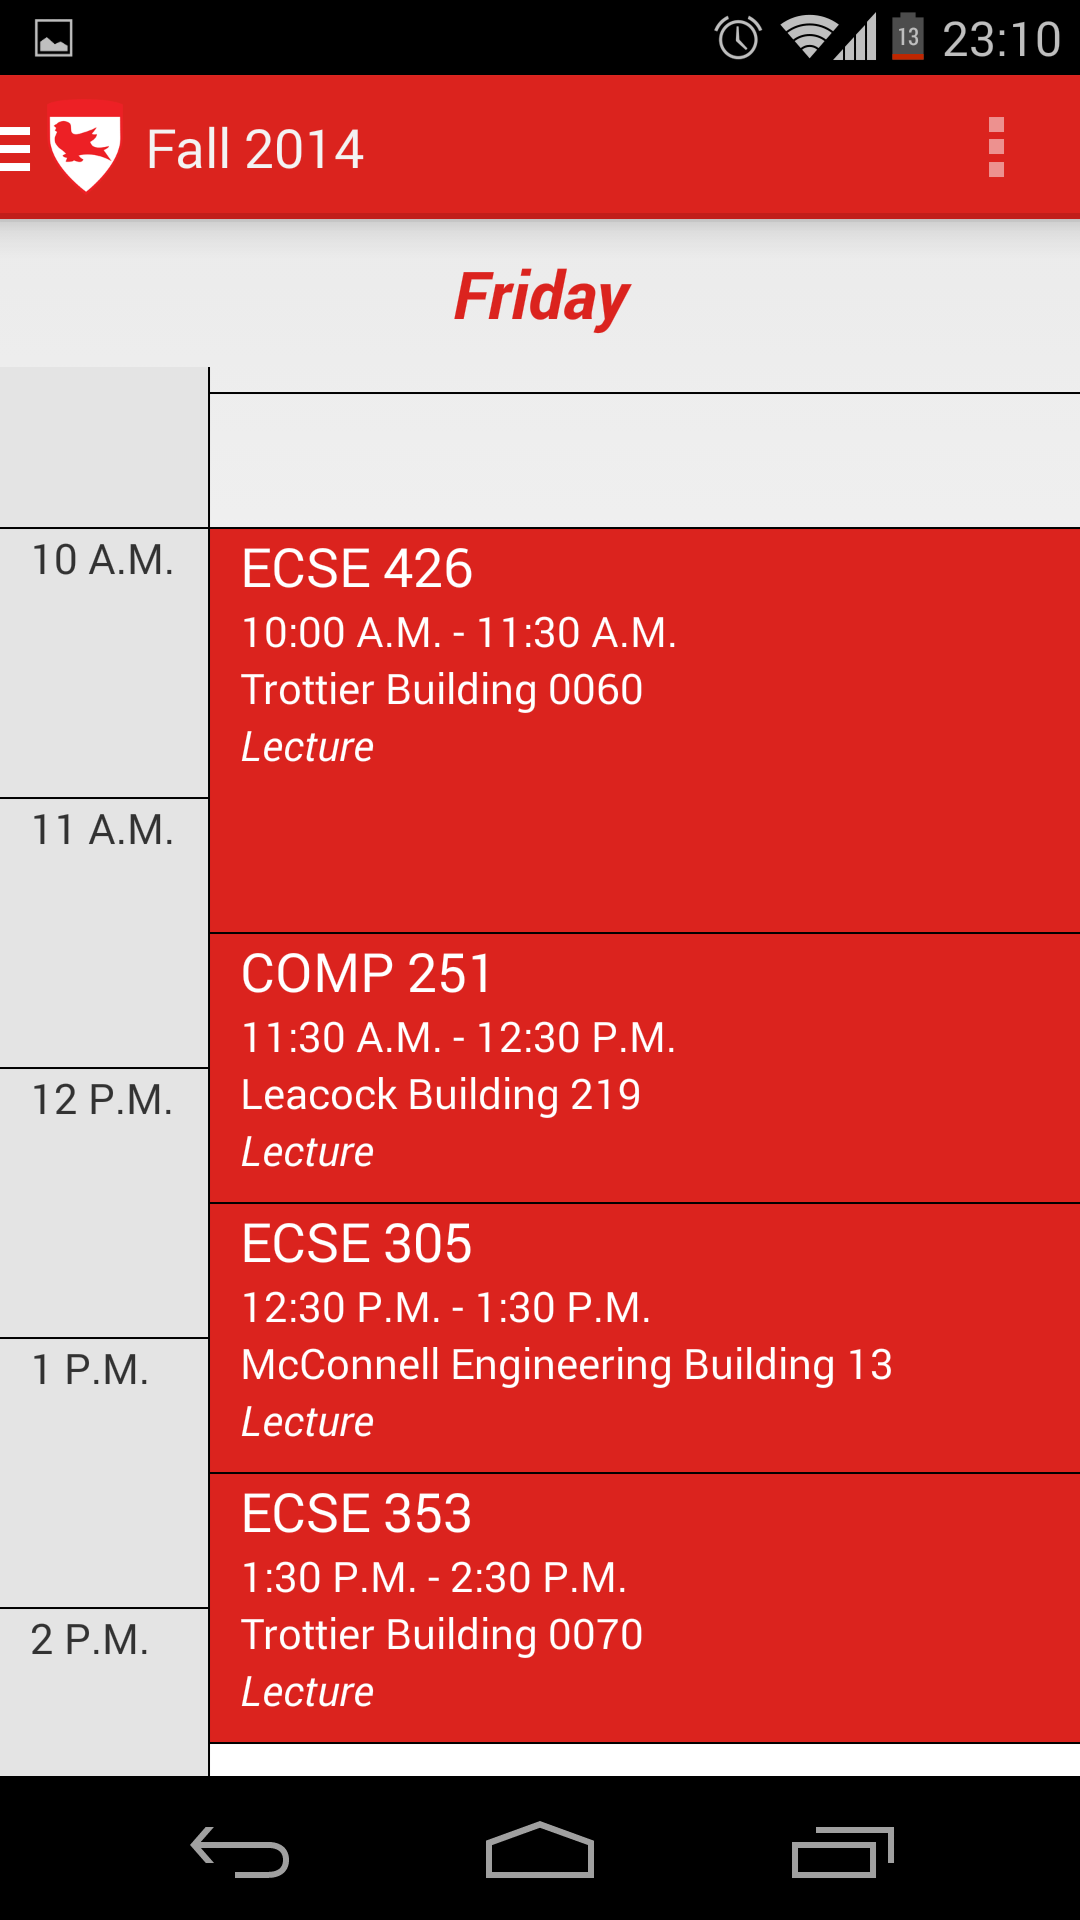 13 23:10
Fall 2014
Friday
10 A.M.
ECSE 426
10:00 A.M. - 11:30 A.M.
Trottier Building 0060
Lecture
11 A.M.
COMP 251
11:30 A.M. - 12:30 P.M.
Leacock Building 219
Lecture
12 P.M.
ECSE 305
12:30 P.M. - 1:30 P.M.
McConnell Engineering Building 13
Lecture
1 P.M.
ECSE 353
1:30 P.M. - 2:30 P.M.
Trottier Building 0070
Lecture
2 P.M.